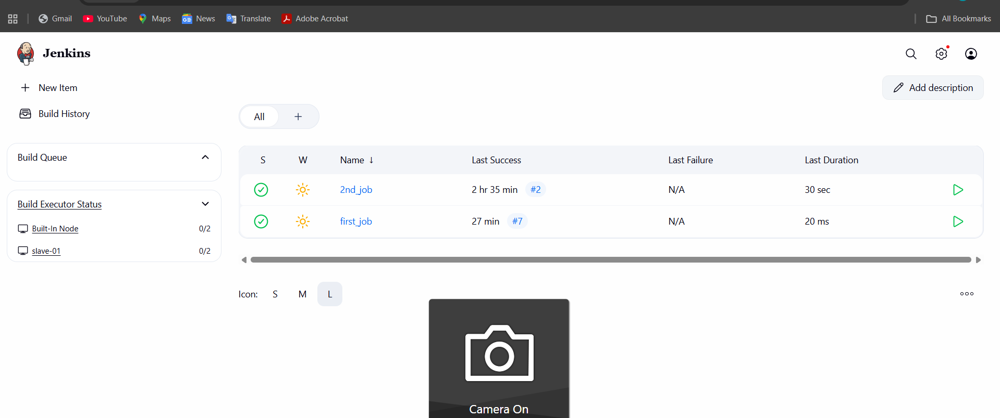 Gmail YouTube Maps News Translate Adobe Acrobat All Bookmarks
Jenkins
New Item
Add description
Build History
All +
Build Queue
Build Executor Status
Built-In Node 0/2
slave-01 0/2
S W Name ↓ Last Success Last Failure Last Duration
2nd_job 2 hr 35 min #2 N/A 30 sec
first_job 27 min #7 N/A 20 ms
Icon: S M L
Camera On